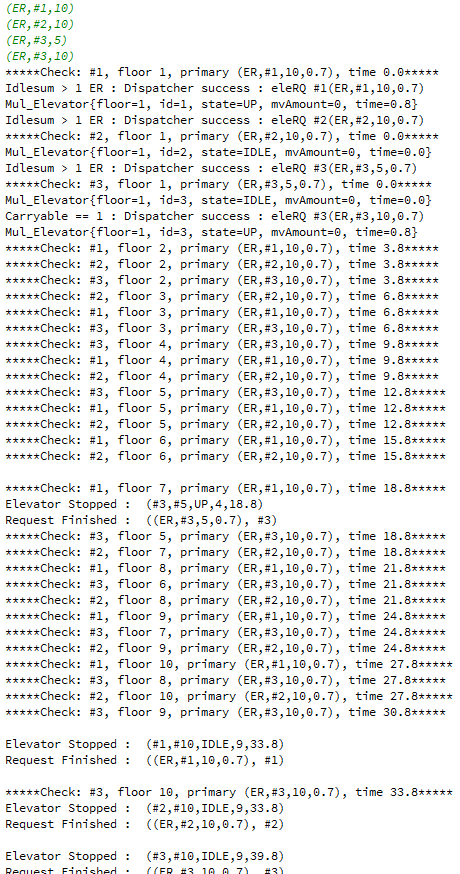 (ER,#1,10)
(ER,#2,10)
(ER,#3,5)
(ER,#3,10)
*****Check: #1, floor 1, primary (ER,#1,10,0.7), time 0.0*****
Idlesum > 1 ER : Dispatcher success : eleRQ #1(ER,#1,10,0.7)
Mul_Elevator{floor=1, id=1, state=UP, mvAmount=0, time=0.8}
Idlesum > 1 ER : Dispatcher success : eleRQ #2(ER,#2,10,0.7)
*****Check: #2, floor 1, primary (ER,#2,10,0.7), time 0.0*****
Mul_Elevator{floor=1, id=2, state=IDLE, mvAmount=0, time=0.0}
Idlesum > 1 ER : Dispatcher success : eleRQ #3(ER,#3,5,0.7)
*****Check: #3, floor 1, primary (ER,#3,5,0.7), time 0.0*****
Mul_Elevator{floor=1, id=3, state=IDLE, mvAmount=0, time=0.0}
Carryable == 1 : Dispatcher success : eleRQ #3(ER,#3,10,0.7)
Mul_Elevator{floor=1, id=3, state=UP, mvAmount=0, time=0.8}
*****Check: #1, floor 2, primary (ER,#1,10,0.7), time 3.8*****
*****Check: #2, floor 2, primary (ER,#2,10,0.7), time 3.8*****
*****Check: #3, floor 2, primary (ER,#3,10,0.7), time 3.8*****
*****Check: #2, floor 3, primary (ER,#2,10,0.7), time 6.8*****
*****Check: #1, floor 3, primary (ER,#1,10,0.7), time 6.8*****
*****Check: #3, floor 3, primary (ER,#3,10,0.7), time 6.8*****
*****Check: #3, floor 4, primary (ER,#3,10,0.7), time 9.8*****
*****Check: #1, floor 4, primary (ER,#1,10,0.7), time 9.8*****
*****Check: #2, floor 4, primary (ER,#2,10,0.7), time 9.8*****
*****Check: #3, floor 5, primary (ER,#3,10,0.7), time 12.8*****
*****Check: #1, floor 5, primary (ER,#1,10,0.7), time 12.8*****
*****Check: #2, floor 5, primary (ER,#2,10,0.7), time 12.8*****
*****Check: #1, floor 6, primary (ER,#1,10,0.7), time 15.8*****
*****Check: #2, floor 6, primary (ER,#2,10,0.7), time 15.8*****
*****Check: #1, floor 7, primary (ER,#1,10,0.7), time 18.8*****
Elevator Stopped :  (#3,#5,UP,4,18.8)
Request Finished :  ((ER,#3,5,0.7), #3)
*****Check: #3, floor 5, primary (ER,#3,10,0.7), time 18.8*****
*****Check: #2, floor 7, primary (ER,#2,10,0.7), time 18.8*****
*****Check: #1, floor 8, primary (ER,#1,10,0.7), time 21.8*****
*****Check: #3, floor 6, primary (ER,#3,10,0.7), time 21.8*****
*****Check: #2, floor 8, primary (ER,#2,10,0.7), time 21.8*****
*****Check: #1, floor 9, primary (ER,#1,10,0.7), time 24.8*****
*****Check: #3, floor 7, primary (ER,#3,10,0.7), time 24.8*****
*****Check: #2, floor 9, primary (ER,#2,10,0.7), time 24.8*****
*****Check: #1, floor 10, primary (ER,#1,10,0.7), time 27.8*****
*****Check: #3, floor 8, primary (ER,#3,10,0.7), time 27.8*****
*****Check: #2, floor 10, primary (ER,#2,10,0.7), time 27.8*****
*****Check: #3, floor 9, primary (ER,#3,10,0.7), time 30.8*****
Elevator Stopped :  (#1,#10,IDLE,9,33.8)
Request Finished :  ((ER,#1,10,0.7), #1)
*****Check: #3, floor 10, primary (ER,#3,10,0.7), time 33.8*****
Elevator Stopped :  (#2,#10,IDLE,9,33.8)
Request Finished :  ((ER,#2,10,0.7), #2)
Elevator Stopped :  (#3,#10,IDLE,9,39.8)
Request Finished :  ((ER,#3,10,0.7), #3)